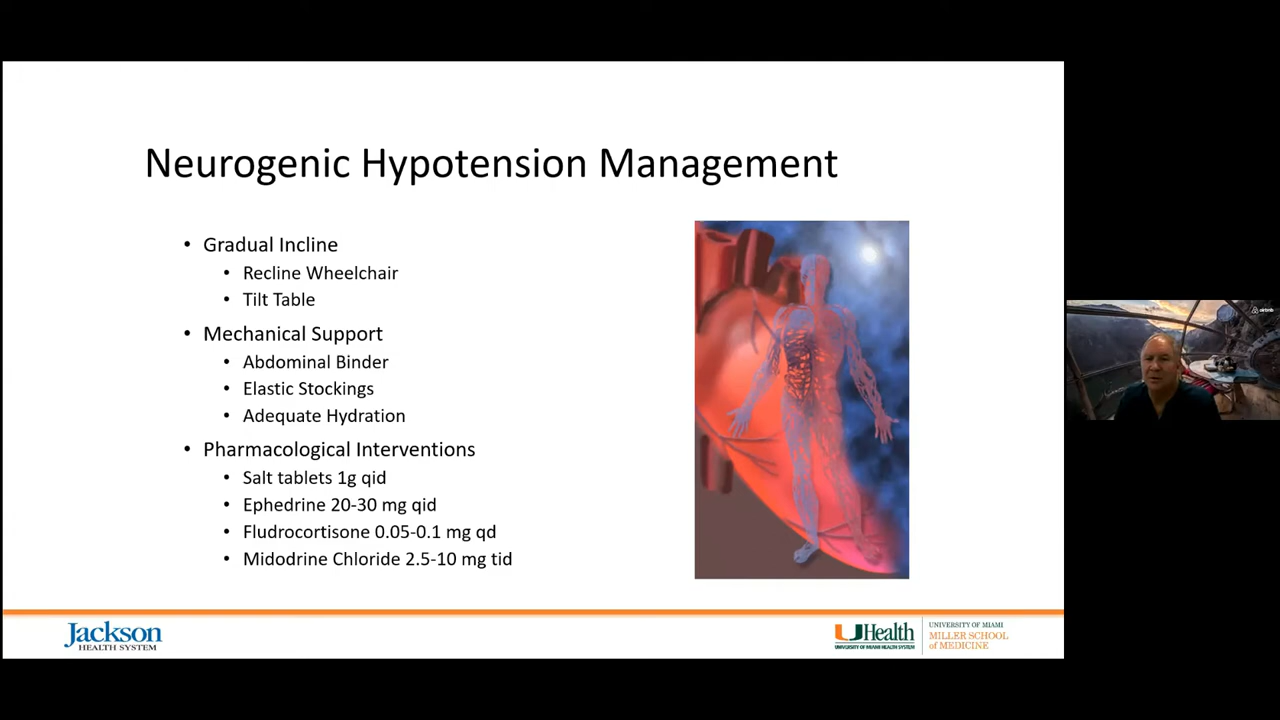 Neurogenic Hypotension Management
• Gradual Incline
• Recline Wheelchair
• Tilt Table
• Mechanical Support
• Abdominal Binder
• Elastic Stockings
• Adequate Hydration
• Pharmacological Interventions
• Salt tablets 1g qid
• Ephedrine 20-30 mg qid
• Fludrocortisone 0.05-0.1 mg qd
• Midodrine Chloride 2.5-10 mg tid
Jackson
HEALTH SYSTEM
UHealth
UNIVERSITY OF MIAMI HEALTH SYSTEM
UNIVERSITY OF MIAMI
MILLER SCHOOL
of MEDICINE
airbnb